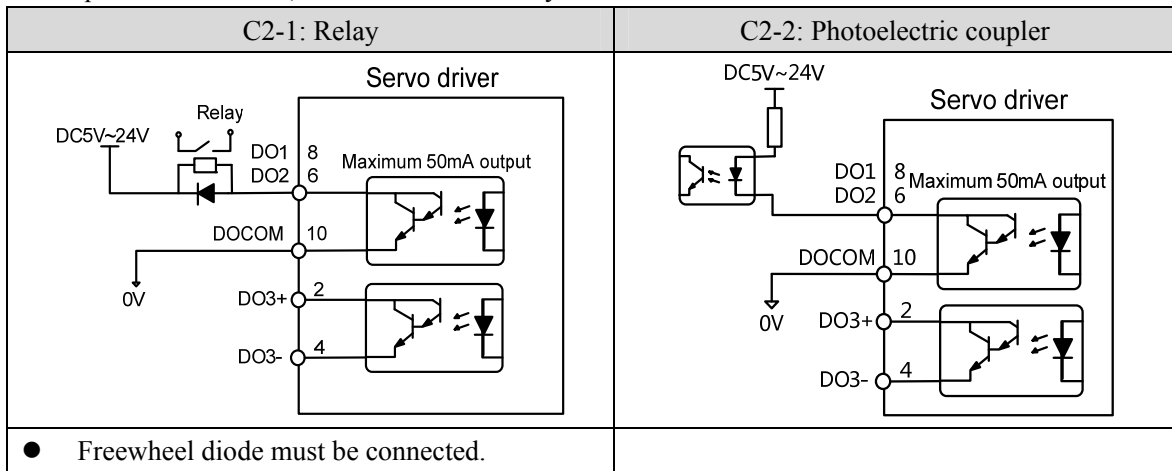 C2-1: Relay
C2-2: Photoelectric coupler
Servo driver
Relay
DC5V~24V
DO1 8
DO2 6
Maximum 50mA output
DOCOM 10
0V
DO3+ 2
DO3- 4
DC5V~24V
Servo driver
DO1 8
DO2 6
Maximum 50mA output
DOCOM 10
0V
DO3+ 2
DO3- 4
● Freewheel diode must be connected.